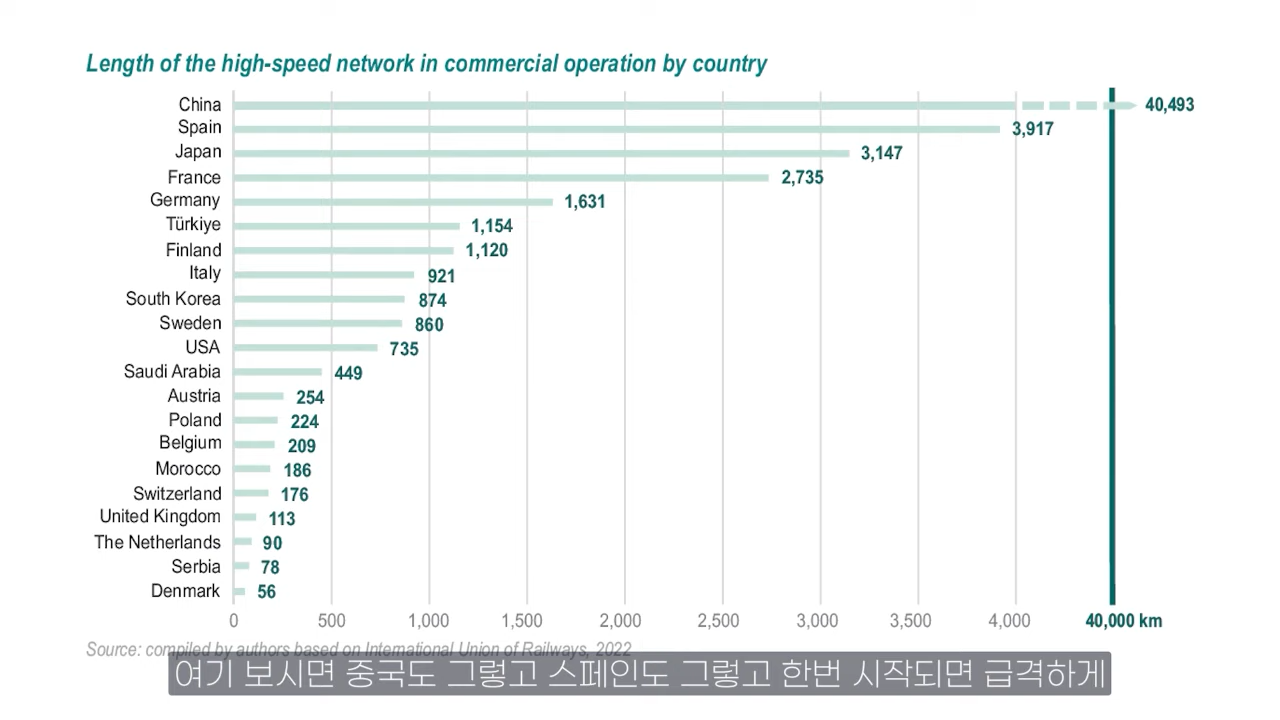 Length of the high-speed network in commercial operation by country
China 40,493
Spain 3,917
Japan 3,147
France 2,735
Germany 1,631
Türkiye 1,154
Finland 1,120
Italy 921
South Korea 874
Sweden 860
USA 735
Saudi Arabia 449
Austria 254
Poland 224
Belgium 209
Morocco 186
Switzerland 176
United Kingdom 113
The Netherlands 90
Serbia 78
Denmark 56
0 500 1,000 1,500 2,000 2,500 3,000 3,500 4,000 40,000 km
Source: compiled by authors based on International Union of Railways, 2022
여기 보시면 중국도 그렇고 스페인도 그렇고 한번 시작되면 급격하게